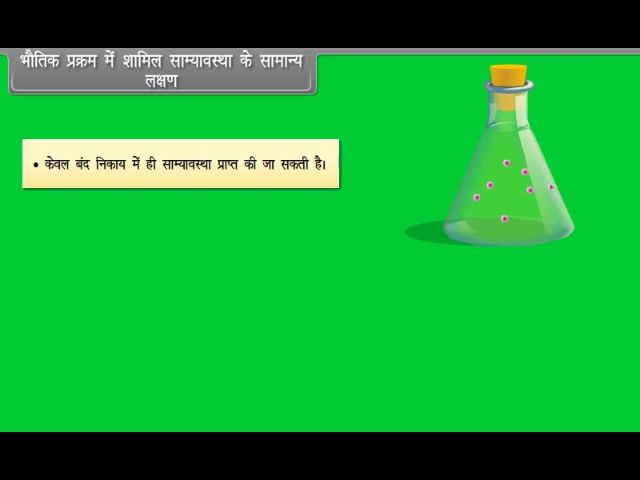 भौतिक प्रक्रम में शामिल साम्यावस्था के सामान्य
लक्षण
• केवल बंद निकाय में ही साम्यावस्था प्राप्त की जा सकती है।